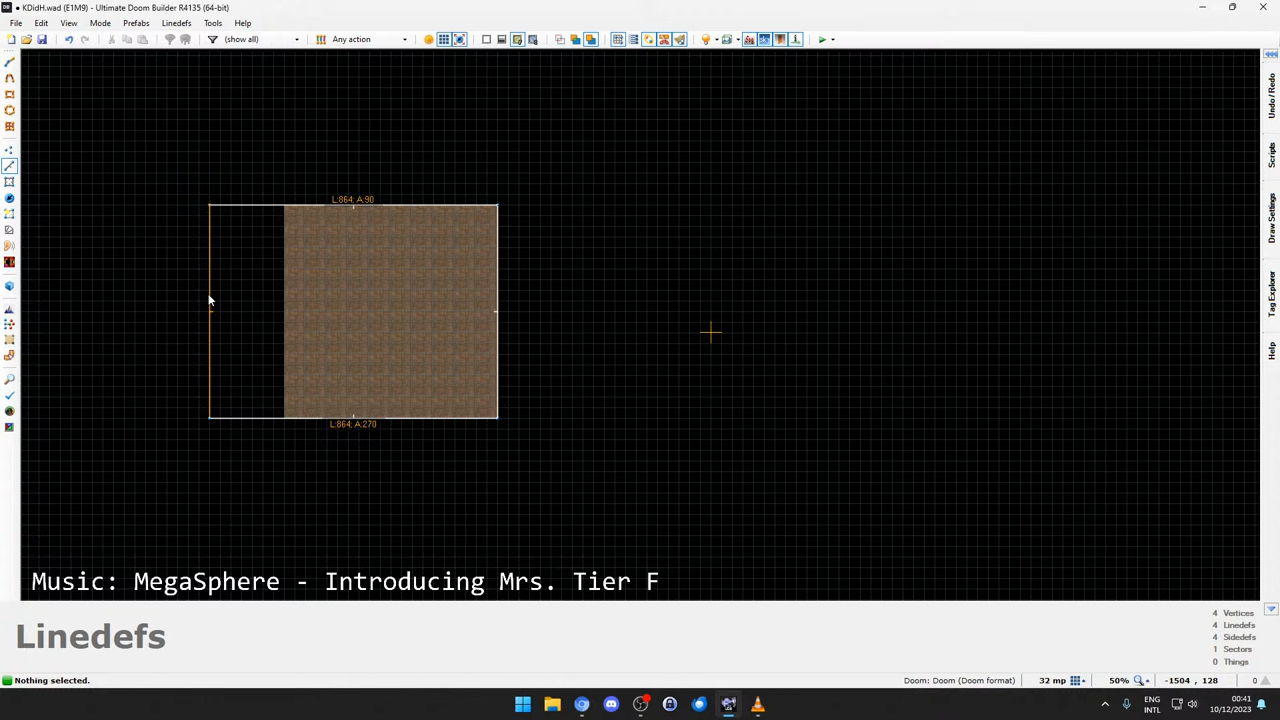 ● KDidH.wad (E1M9) - Ultimate Doom Builder R4135 (64-bit)
File Edit View Mode Prefabs Linedefs Tools Help
(show all) Any action
Undo / Redo
Scripts
Draw Settings
Tag Explorer
Help
L:864; A:90
L:864; A:270
Music: MegaSphere - Introducing Mrs. Tier F
Linedefs
4 Vertices
4 Linedefs
4 Sidedefs
1 Sectors
0 Things
Nothing selected. Doom: Doom (Doom format) 32 mp 50% -1504 , 128 0
ENG
INTL
00:41
10/12/2023